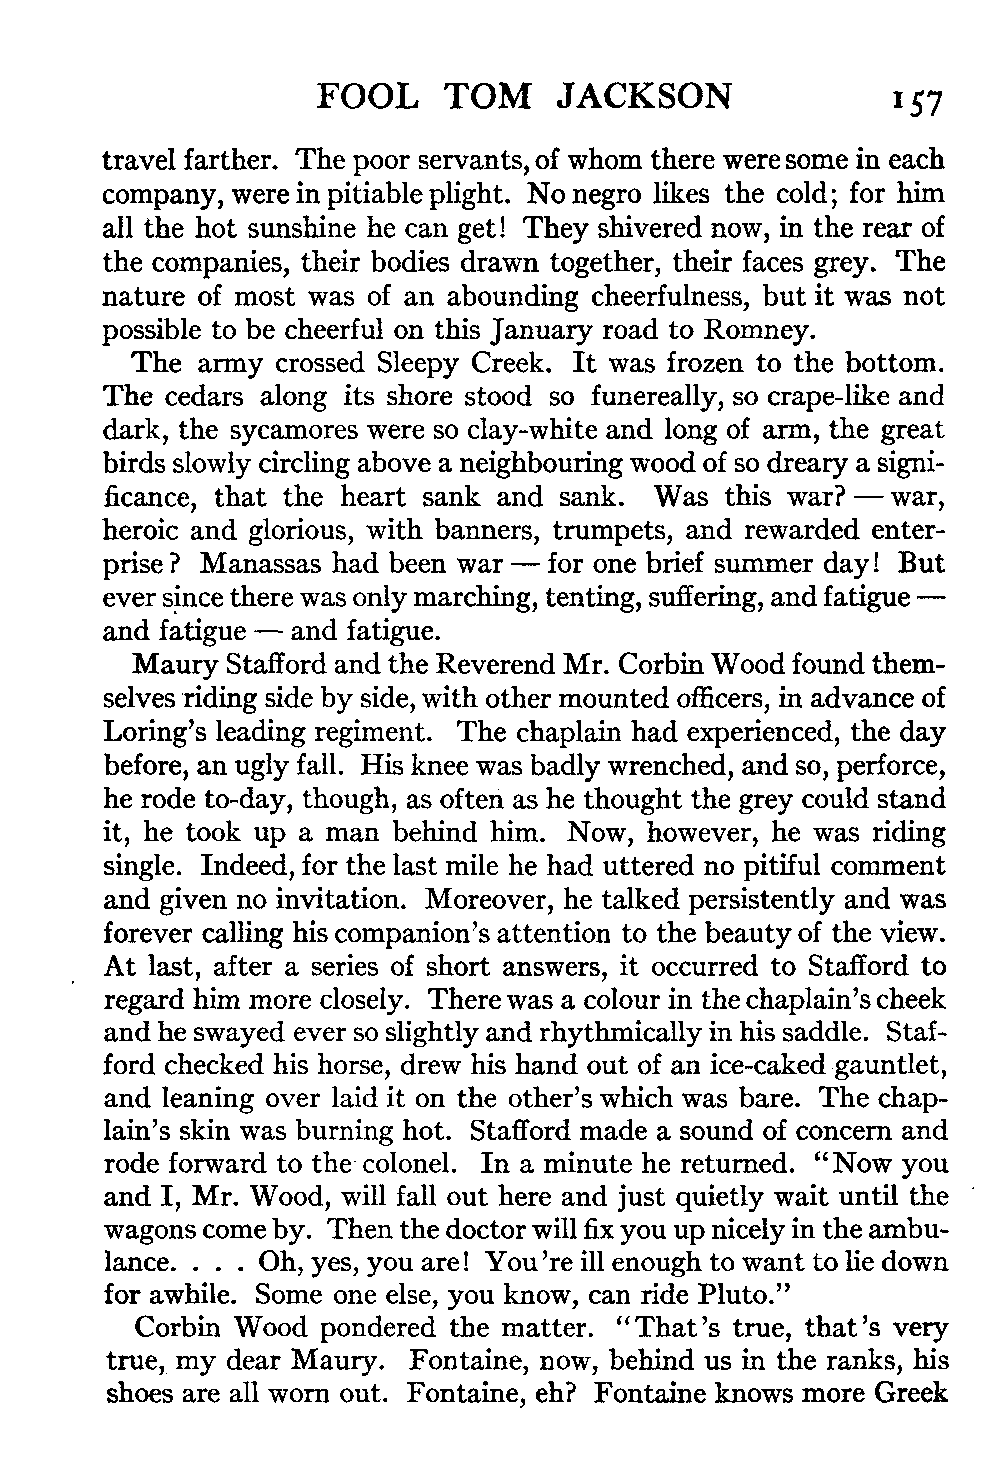 FOOL TOM JACKSON 157
travel farther. The poor servants, of whom there were some in each
company, were in pitiable plight. No negro likes the cold; for him
all the hot sunshine he can get! They shivered now, in the rear of
the companies, their bodies drawn together, their faces grey. The
nature of most was of an abounding cheerfulness, but it was not
possible to be cheerful on this January road to Romney.
The army crossed Sleepy Creek. It was frozen to the bottom.
The cedars along its shore stood so funereally, so crape-like and
dark, the sycamores were so clay-white and long of arm, the great
birds slowly circling above a neighbouring wood of so dreary a signi-
ficance, that the heart sank and sank. Was this war? — war,
heroic and glorious, with banners, trumpets, and rewarded enter-
prise? Manassas had been war — for one brief summer day! But
ever since there was only marching, tenting, suffering, and fatigue —
and fatigue — and fatigue.
Maury Stafford and the Reverend Mr. Corbin Wood found them-
selves riding side by side, with other mounted officers, in advance of
Loring's leading regiment. The chaplain had experienced, the day
before, an ugly fall. His knee was badly wrenched, and so, perforce,
he rode to-day, though, as often as he thought the grey could stand
it, he took up a man behind him. Now, however, he was riding
single. Indeed, for the last mile he had uttered no pitiful comment
and given no invitation. Moreover, he talked persistently and was
forever calling his companion's attention to the beauty of the view.
At last, after a series of short answers, it occurred to Stafford to
regard him more closely. There was a colour in the chaplain's cheek
and he swayed ever so slightly and rhythmically in his saddle. Staf-
ford checked his horse, drew his hand out of an ice-caked gauntlet,
and leaning over laid it on the other's which was bare. The chap-
lain's skin was burning hot. Stafford made a sound of concern and
rode forward to the colonel. In a minute he returned. "Now you
and I, Mr. Wood, will fall out here and just quietly wait until the
wagons come by. Then the doctor will fix you up nicely in the ambu-
lance. . . . Oh, yes, you are! You're ill enough to want to lie down
for awhile. Some one else, you know, can ride Pluto."
Corbin Wood pondered the matter. "That's true, that's very
true, my dear Maury. Fontaine, now, behind us in the ranks, his
shoes are all worn out. Fontaine, eh? Fontaine knows more Greek